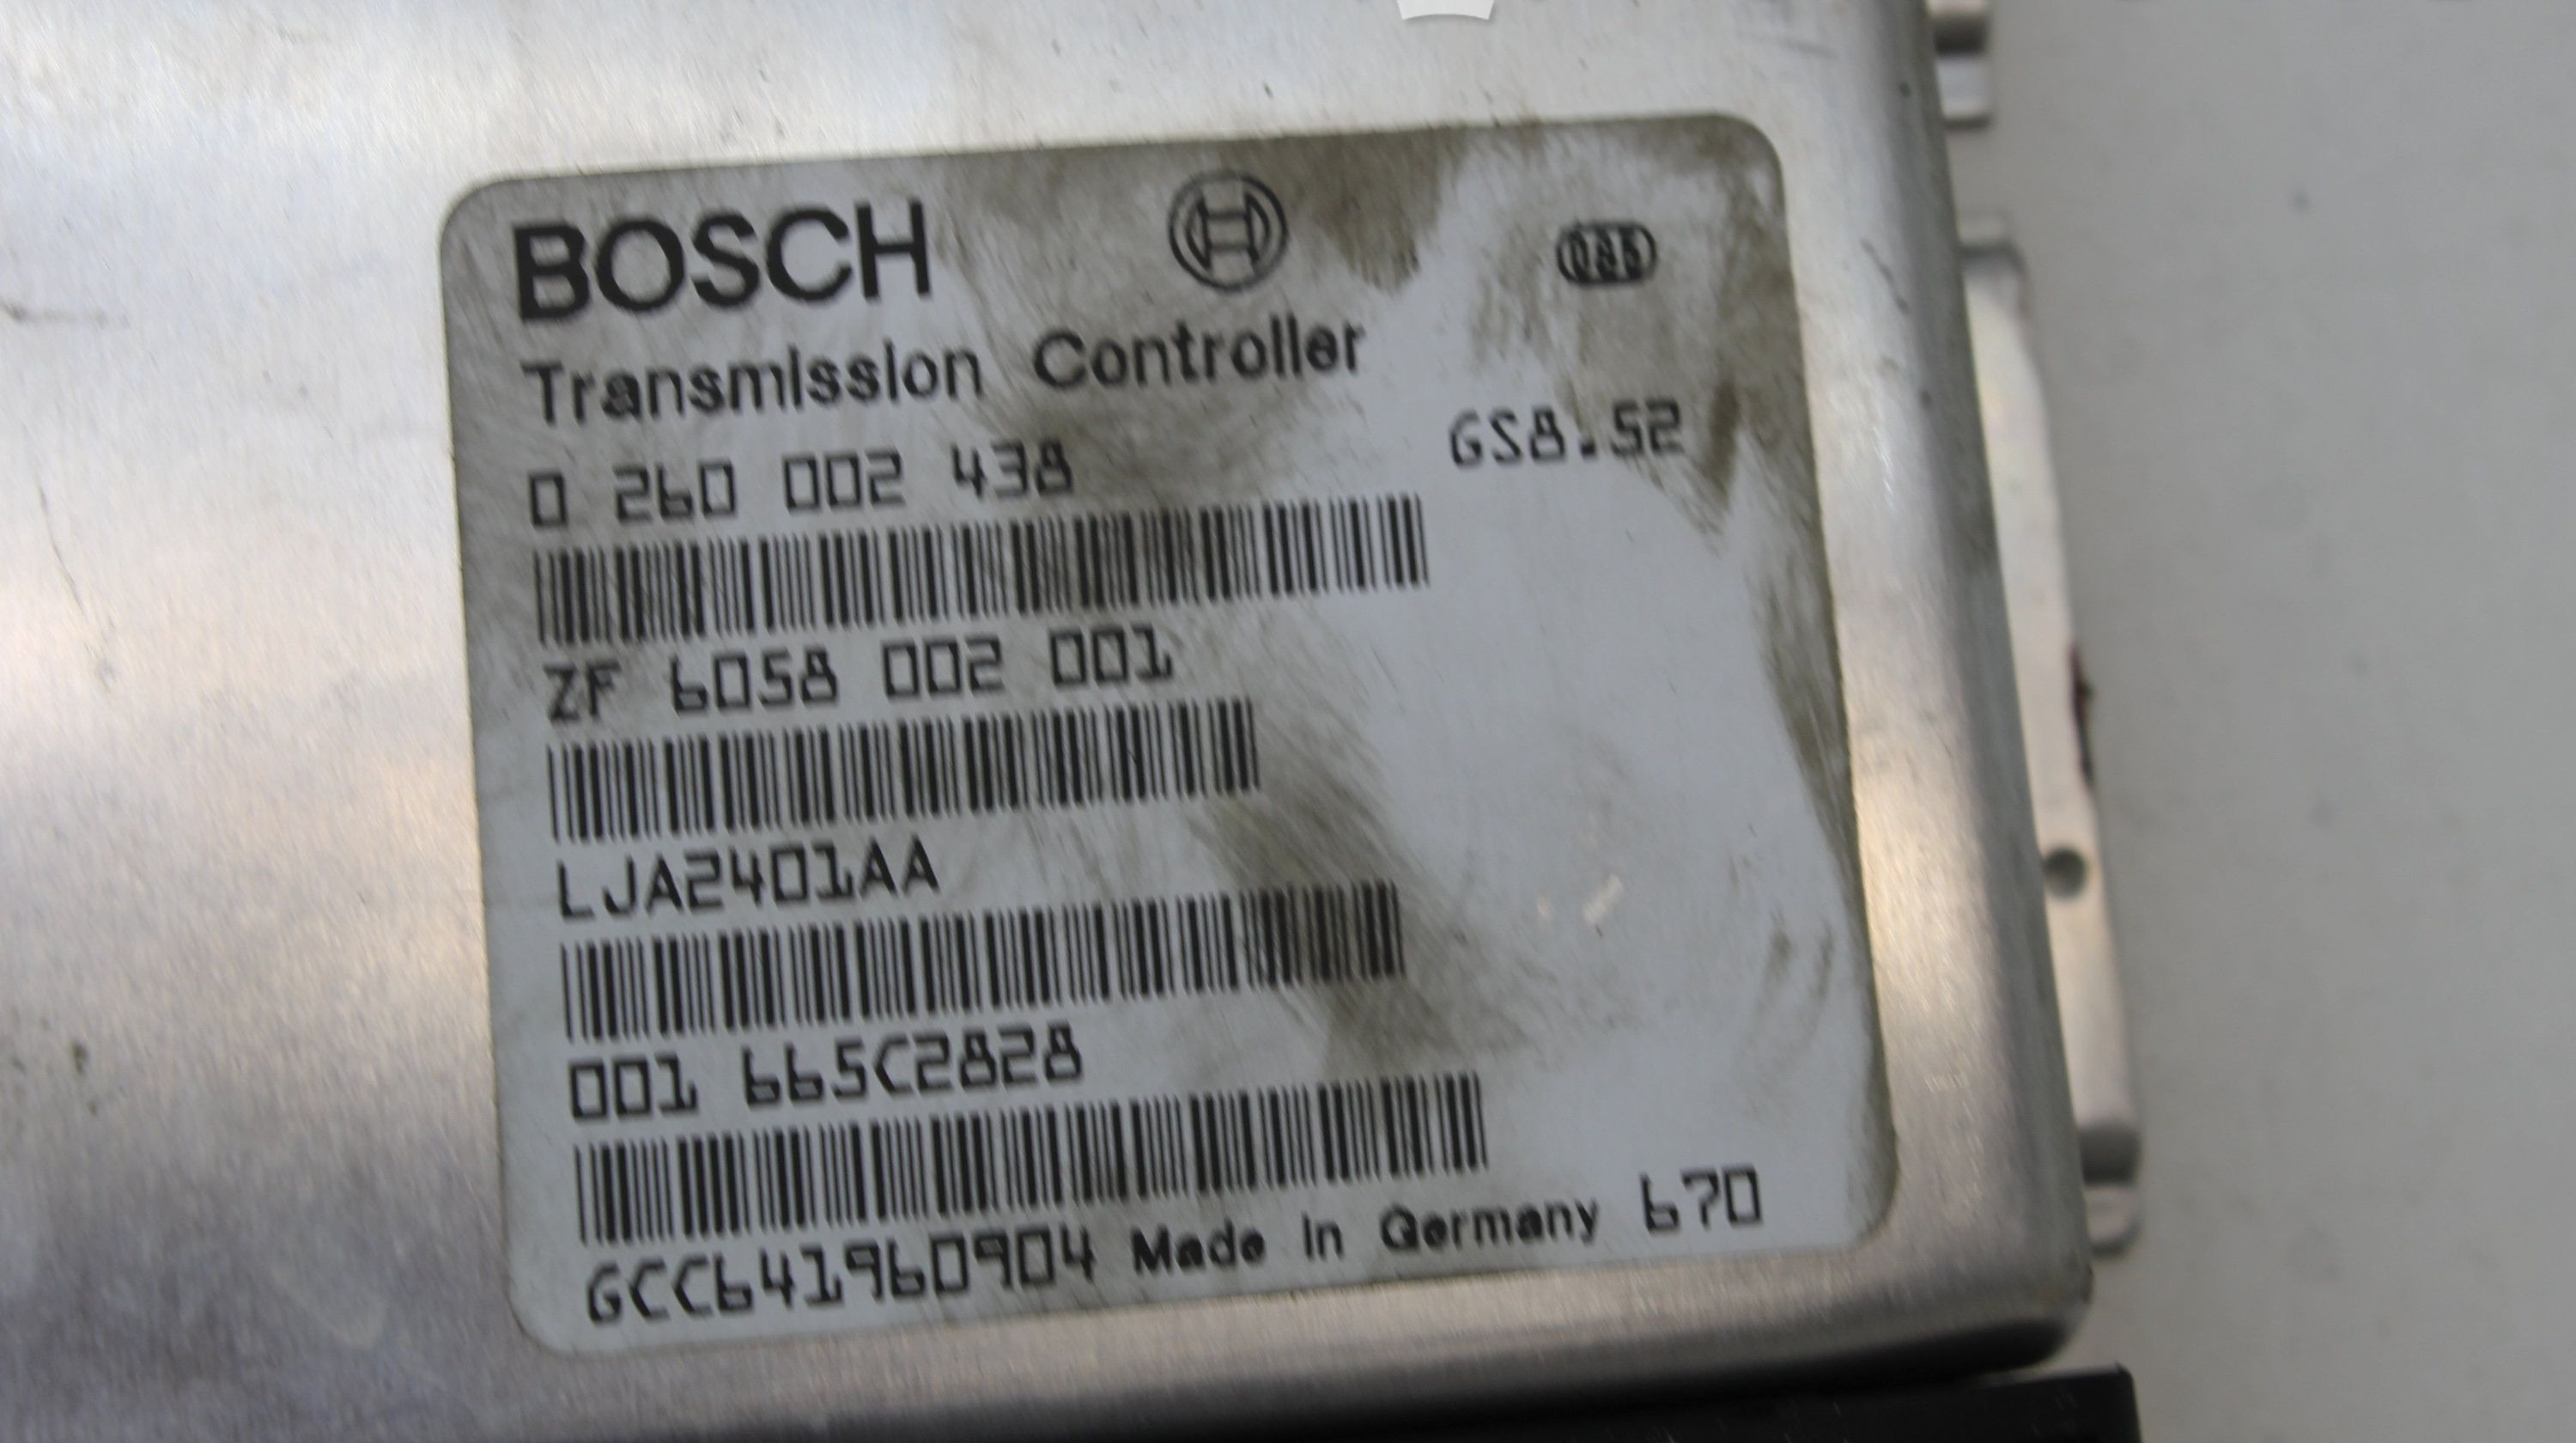 BOSCH
Transmission Controller
0 260 002 438 GS8.52
ZF 6058 002 001
LJA2401AA
001 665C2828
GCC641960904 Made in Germany 670